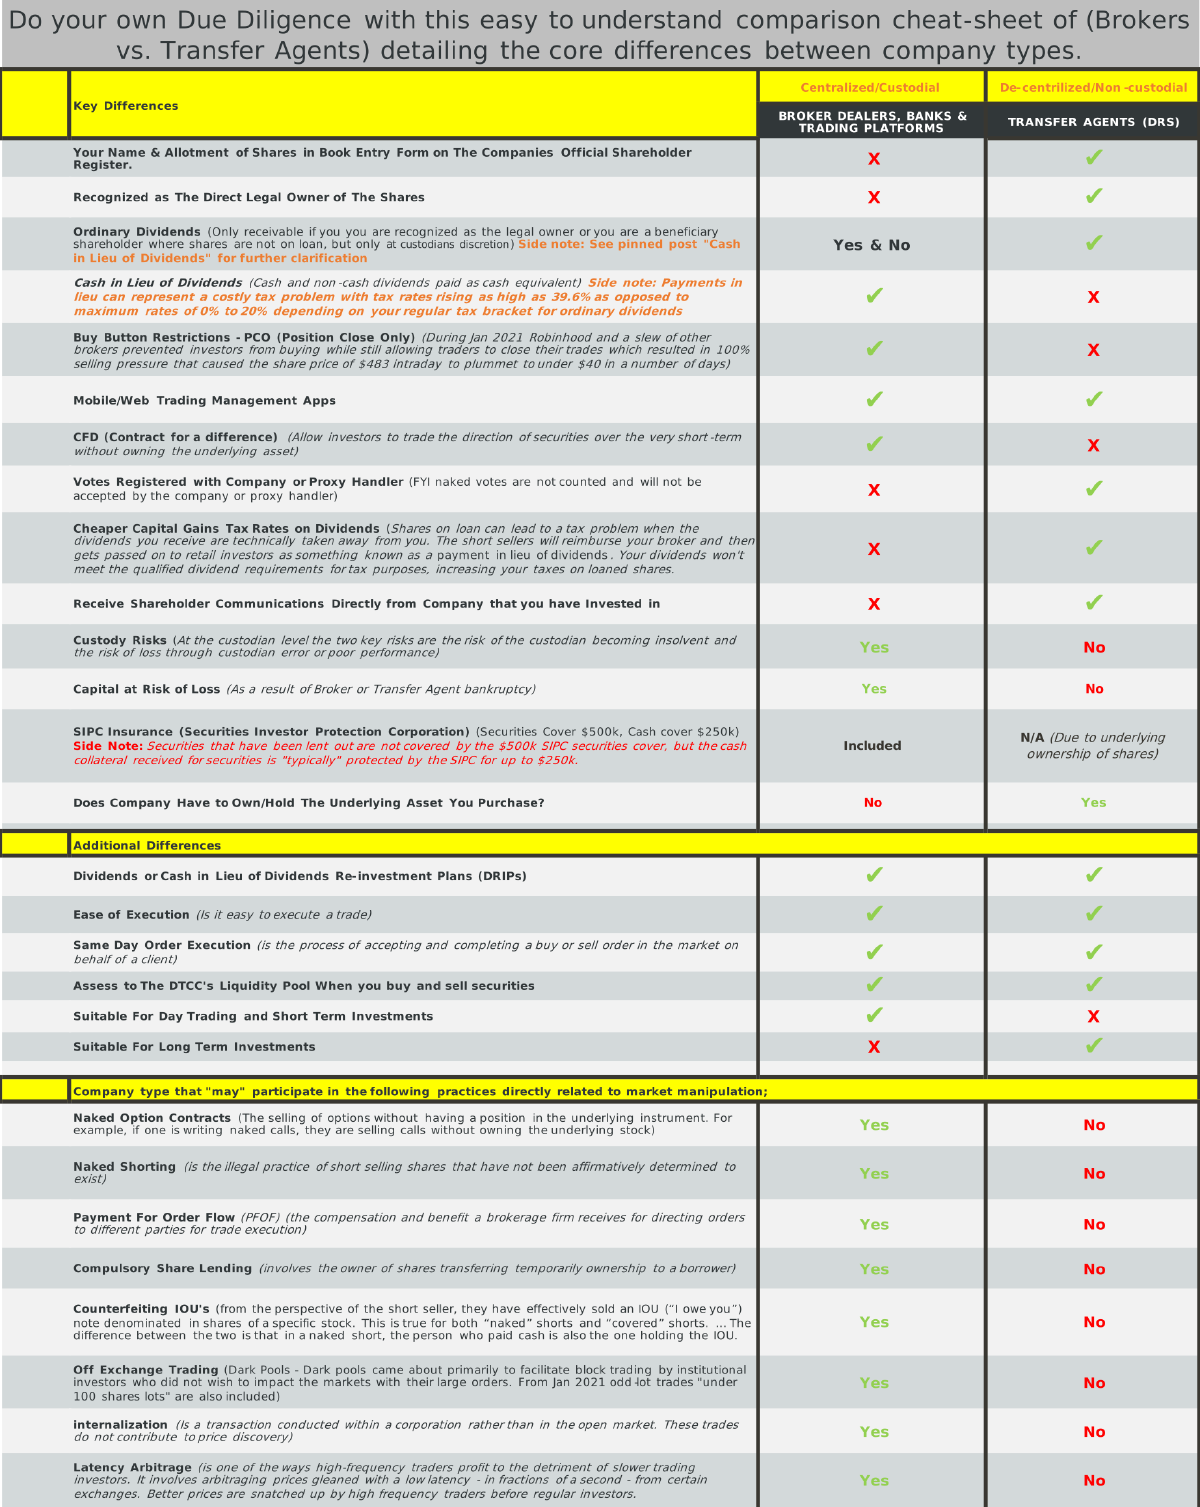 Do your own Due Diligence with this easy to understand comparison cheat-sheet of (Brokers
vs. Transfer Agents) detailing the core differences between company types.
Key Differences
Centralized/Custodial
De-centrilized/Non-custodial
BROKER DEALERS, BANKS &
TRADING PLATFORMS
TRANSFER AGENTS (DRS)
Your Name & Allotment of Shares in Book Entry Form on The Companies Official Shareholder
Register.
X ✔
Recognized as The Direct Legal Owner of The Shares
X ✔
Ordinary Dividends (Only receivable if you you are recognized as the legal owner or you are a beneficiary
shareholder where shares are not on loan, but only at custodians discretion) Side note: See pinned post "Cash
in Lieu of Dividends" for further clarification
Yes & No ✔
Cash in Lieu of Dividends (Cash and non-cash dividends paid as cash equivalent) Side note: Payments in
lieu can represent a costly tax problem with tax rates rising as high as 39.6% as opposed to
maximum rates of 0% to 20% depending on your regular tax bracket for ordinary dividends
✔ X
Buy Button Restrictions - PCO (Position Close Only) (During Jan 2021 Robinhood and a slew of other
brokers prevented investors from buying while still allowing traders to close their trades which resulted in 100%
selling pressure that caused the share price of $483 intraday to plummet to under $40 in a number of days)
✔ X
Mobile/Web Trading Management Apps
✔ ✔
CFD (Contract for a difference) (Allow investors to trade the direction of securities over the very short-term
without owning the underlying asset)
✔ X
Votes Registered with Company or Proxy Handler (FYI naked votes are not counted and will not be
accepted by the company or proxy handler)
X ✔
Cheaper Capital Gains Tax Rates on Dividends (Shares on loan can lead to a tax problem when the
dividends you receive are technically taken away from you. The short sellers will reimburse your broker and then
gets passed on to retail investors as something known as a payment in lieu of dividends. Your dividends won't
meet the qualified dividend requirements for tax purposes, increasing your taxes on loaned shares.
X ✔
Receive Shareholder Communications Directly from Company that you have Invested in
X ✔
Custody Risks (At the custodian level the two key risks are the risk of the custodian becoming insolvent and
the risk of loss through custodian error or poor performance)
Yes No
Capital at Risk of Loss (As a result of Broker or Transfer Agent bankruptcy)
Yes No
SIPC Insurance (Securities Investor Protection Corporation) (Securities Cover $500k, Cash cover $250k)
Side Note: Securities that have been lent out are not covered by the $500k SIPC securities cover, but the cash
collateral received for securities is "typically" protected by the SIPC for up to $250k.
Included
N/A (Due to underlying
ownership of shares)
Does Company Have to Own/Hold The Underlying Asset You Purchase?
No Yes
Additional Differences
Dividends or Cash in Lieu of Dividends Re-investment Plans (DRIPs)
✔ ✔
Ease of Execution (Is it easy to execute a trade)
✔ ✔
Same Day Order Execution (is the process of accepting and completing a buy or sell order in the market on
behalf of a client)
✔ ✔
Assess to The DTCC's Liquidity Pool When you buy and sell securities
✔ ✔
Suitable For Day Trading and Short Term Investments
✔ X
Suitable For Long Term Investments
X ✔
Company type that "may" participate in the following practices directly related to market manipulation;
Naked Option Contracts (The selling of options without having a position in the underlying instrument. For
example, if one is writing naked calls, they are selling calls without owning the underlying stock)
Yes No
Naked Shorting (is the illegal practice of short selling shares that have not been affirmatively determined to
exist)
Yes No
Payment For Order Flow (PFOF) (the compensation and benefit a brokerage firm receives for directing orders
to different parties for trade execution)
Yes No
Compulsory Share Lending (involves the owner of shares transferring temporarily ownership to a borrower)
Yes No
Counterfeiting IOU's (from the perspective of the short seller, they have effectively sold an IOU (“I owe you”)
note denominated in shares of a specific stock. This is true for both “naked” shorts and “covered” shorts. ... The
difference between the two is that in a naked short, the person who paid cash is also the one holding the IOU.
Yes No
Off Exchange Trading (Dark Pools - Dark pools came about primarily to facilitate block trading by institutional
investors who did not wish to impact the markets with their large orders. From Jan 2021 odd-lot trades "under
100 shares lots" are also included)
Yes No
internalization (Is a transaction conducted within a corporation rather than in the open market. These trades
do not contribute to price discovery)
Yes No
Latency Arbitrage (is one of the ways high-frequency traders profit to the detriment of slower trading
investors. It involves arbitraging prices gleaned with a low latency - in fractions of a second - from certain
exchanges. Better prices are snatched up by high frequency traders before regular investors.
Yes No